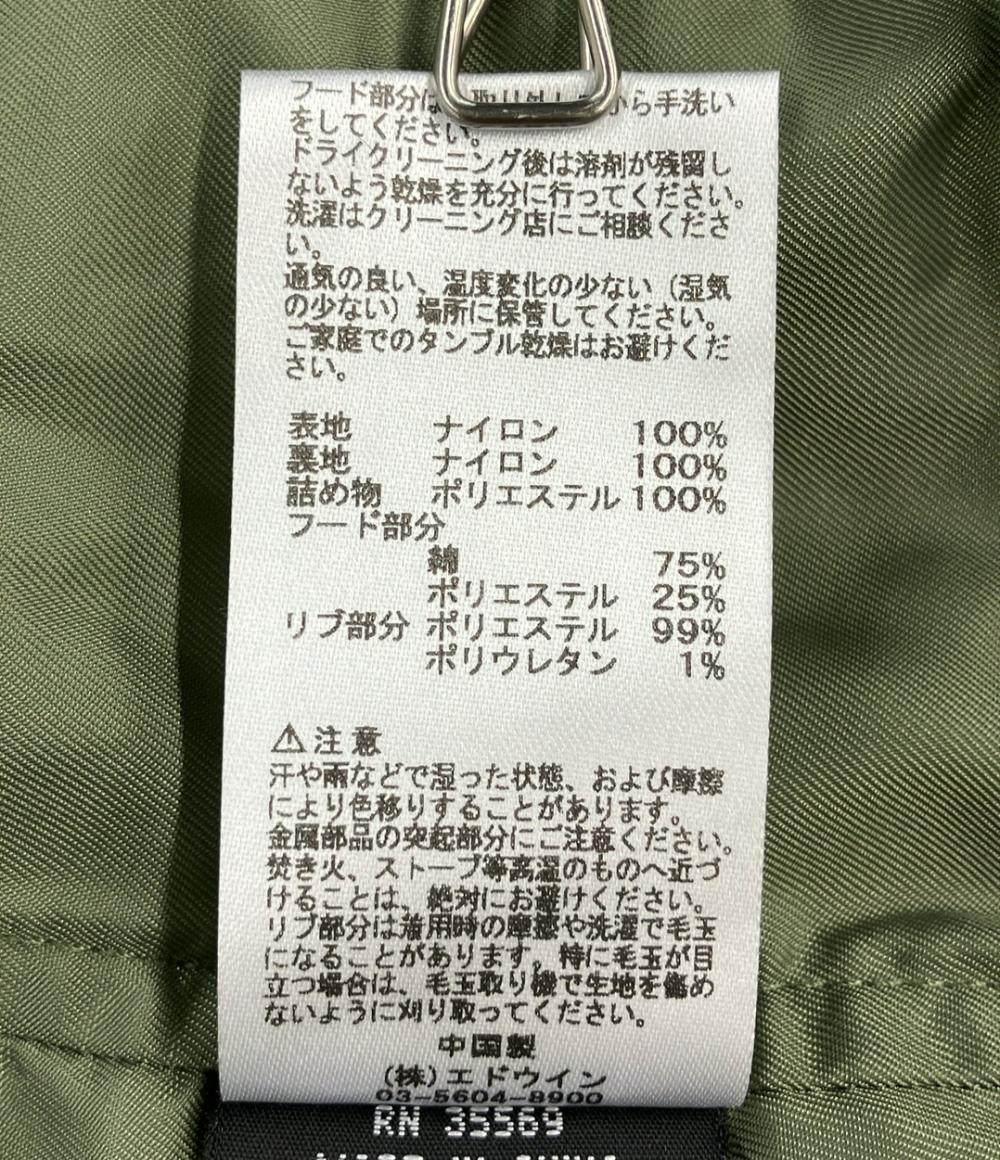 フード部分は、取り外してから手洗い
をしてください。
ドライクリーニング後は溶剤が残留し
ないよう乾燥を充分に行ってください。
洗濯はクリーニング店にご相談くださ
い。
通気の良い、温度変化の少ない（湿気
の少ない）場所に保管してください。
ご家庭でのタンブル乾燥はお避けくだ
さい。
表地 ナイロン 100%
裏地 ナイロン 100%
詰め物 ポリエステル 100%
フード部分
綿 75%
ポリエステル 25%
リブ部分 ポリエステル 99%
ポリウレタン 1%
⚠注意
汗や雨などで湿った状態、および摩擦
により色移りすることがあります。
金属部品の突起部分にご注意ください。
焚き火、ストーブ等高温のものへ近づ
けることは、絶対にお避けください。
リブ部分は着用時の摩擦や洗濯で毛玉
になることがあります。特に毛玉が目
立つ場合は、毛玉取り機で生地を傷め
ないように刈り取ってください。
中国製
(株)エドウイン
03-5604-8900
RN 35569